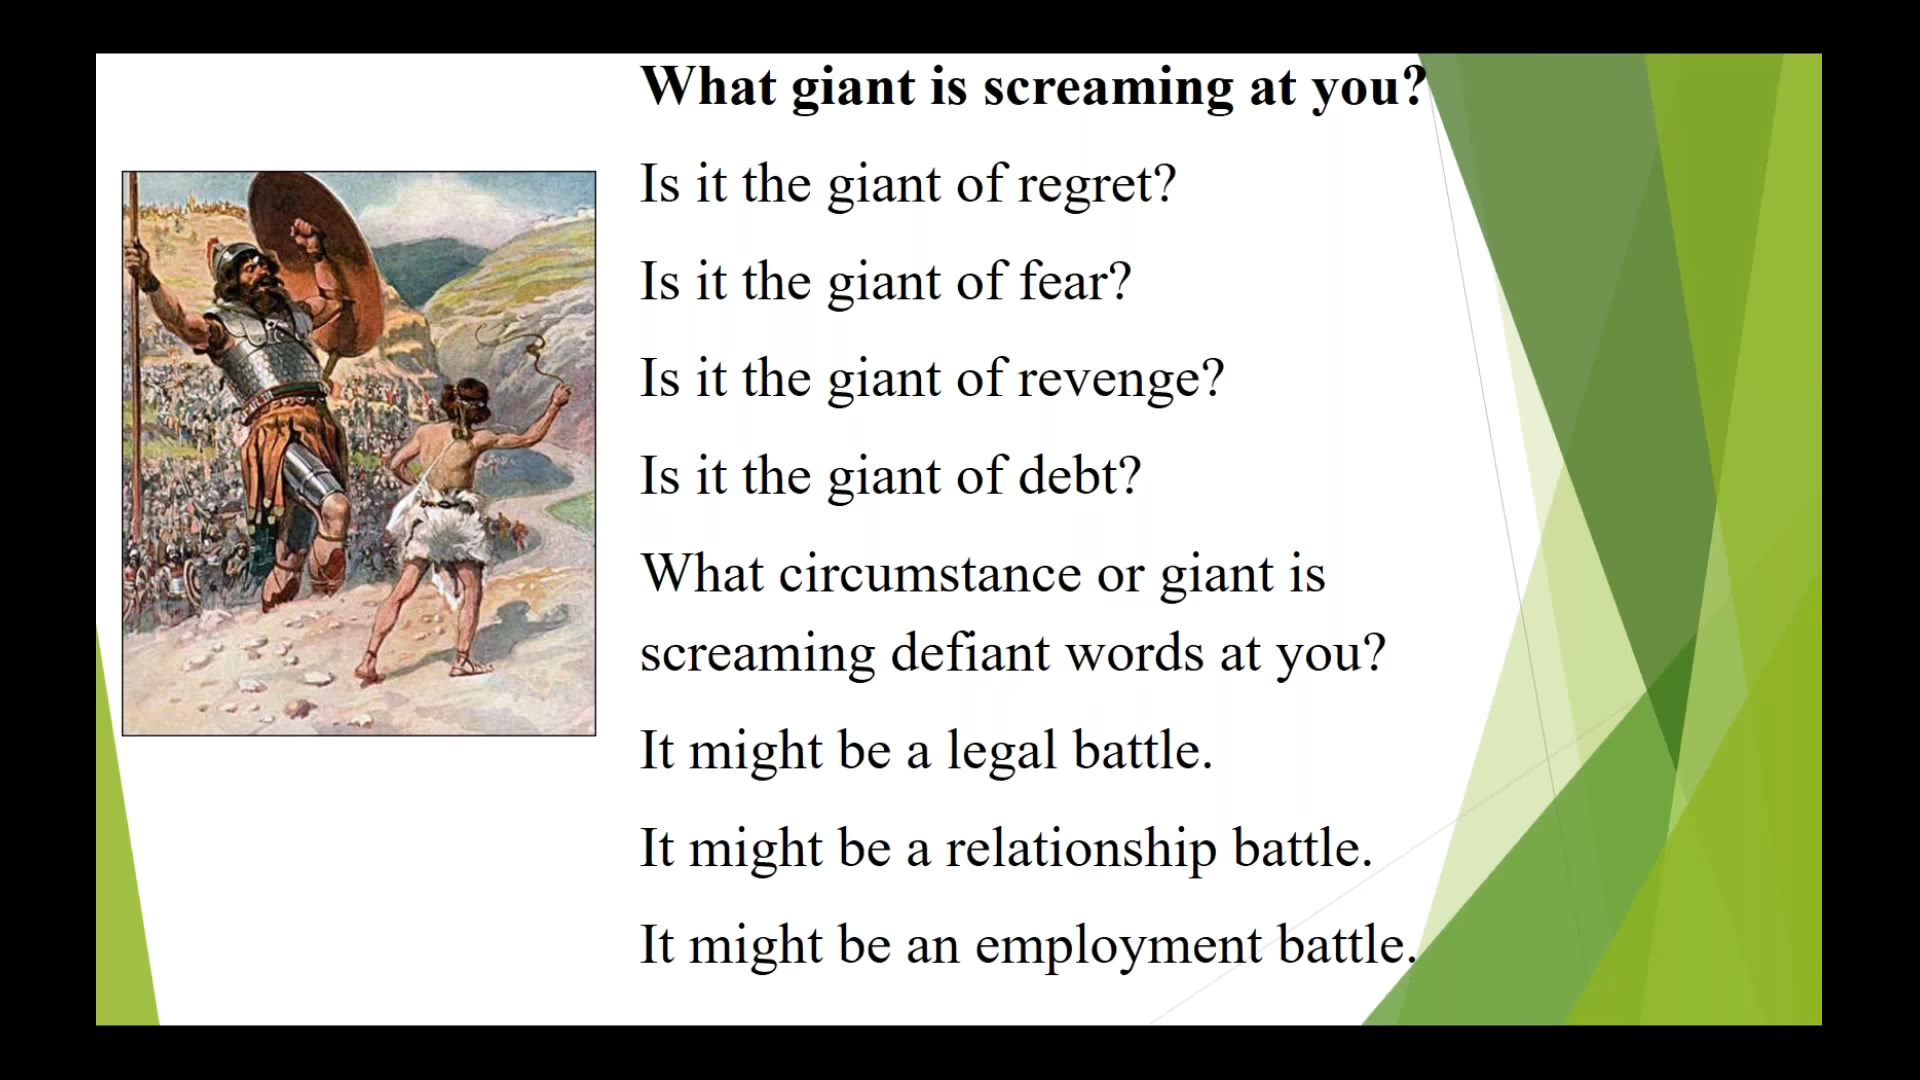 What giant is screaming at you?
Is it the giant of regret?
Is it the giant of fear?
Is it the giant of revenge?
Is it the giant of debt?
What circumstance or giant is
screaming defiant words at you?
It might be a legal battle.
It might be a relationship battle.
It might be an employment battle.